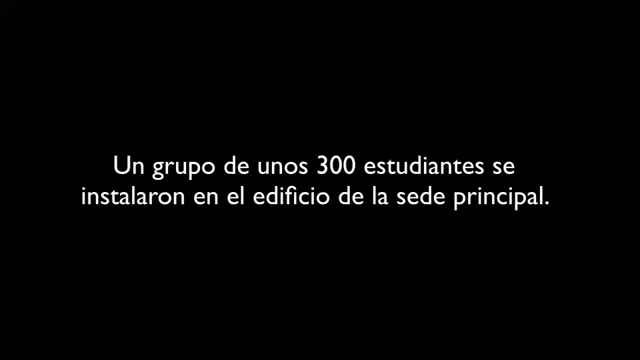 Un grupo de unos 300 estudiantes se
instalaron en el edificio de la sede principal.